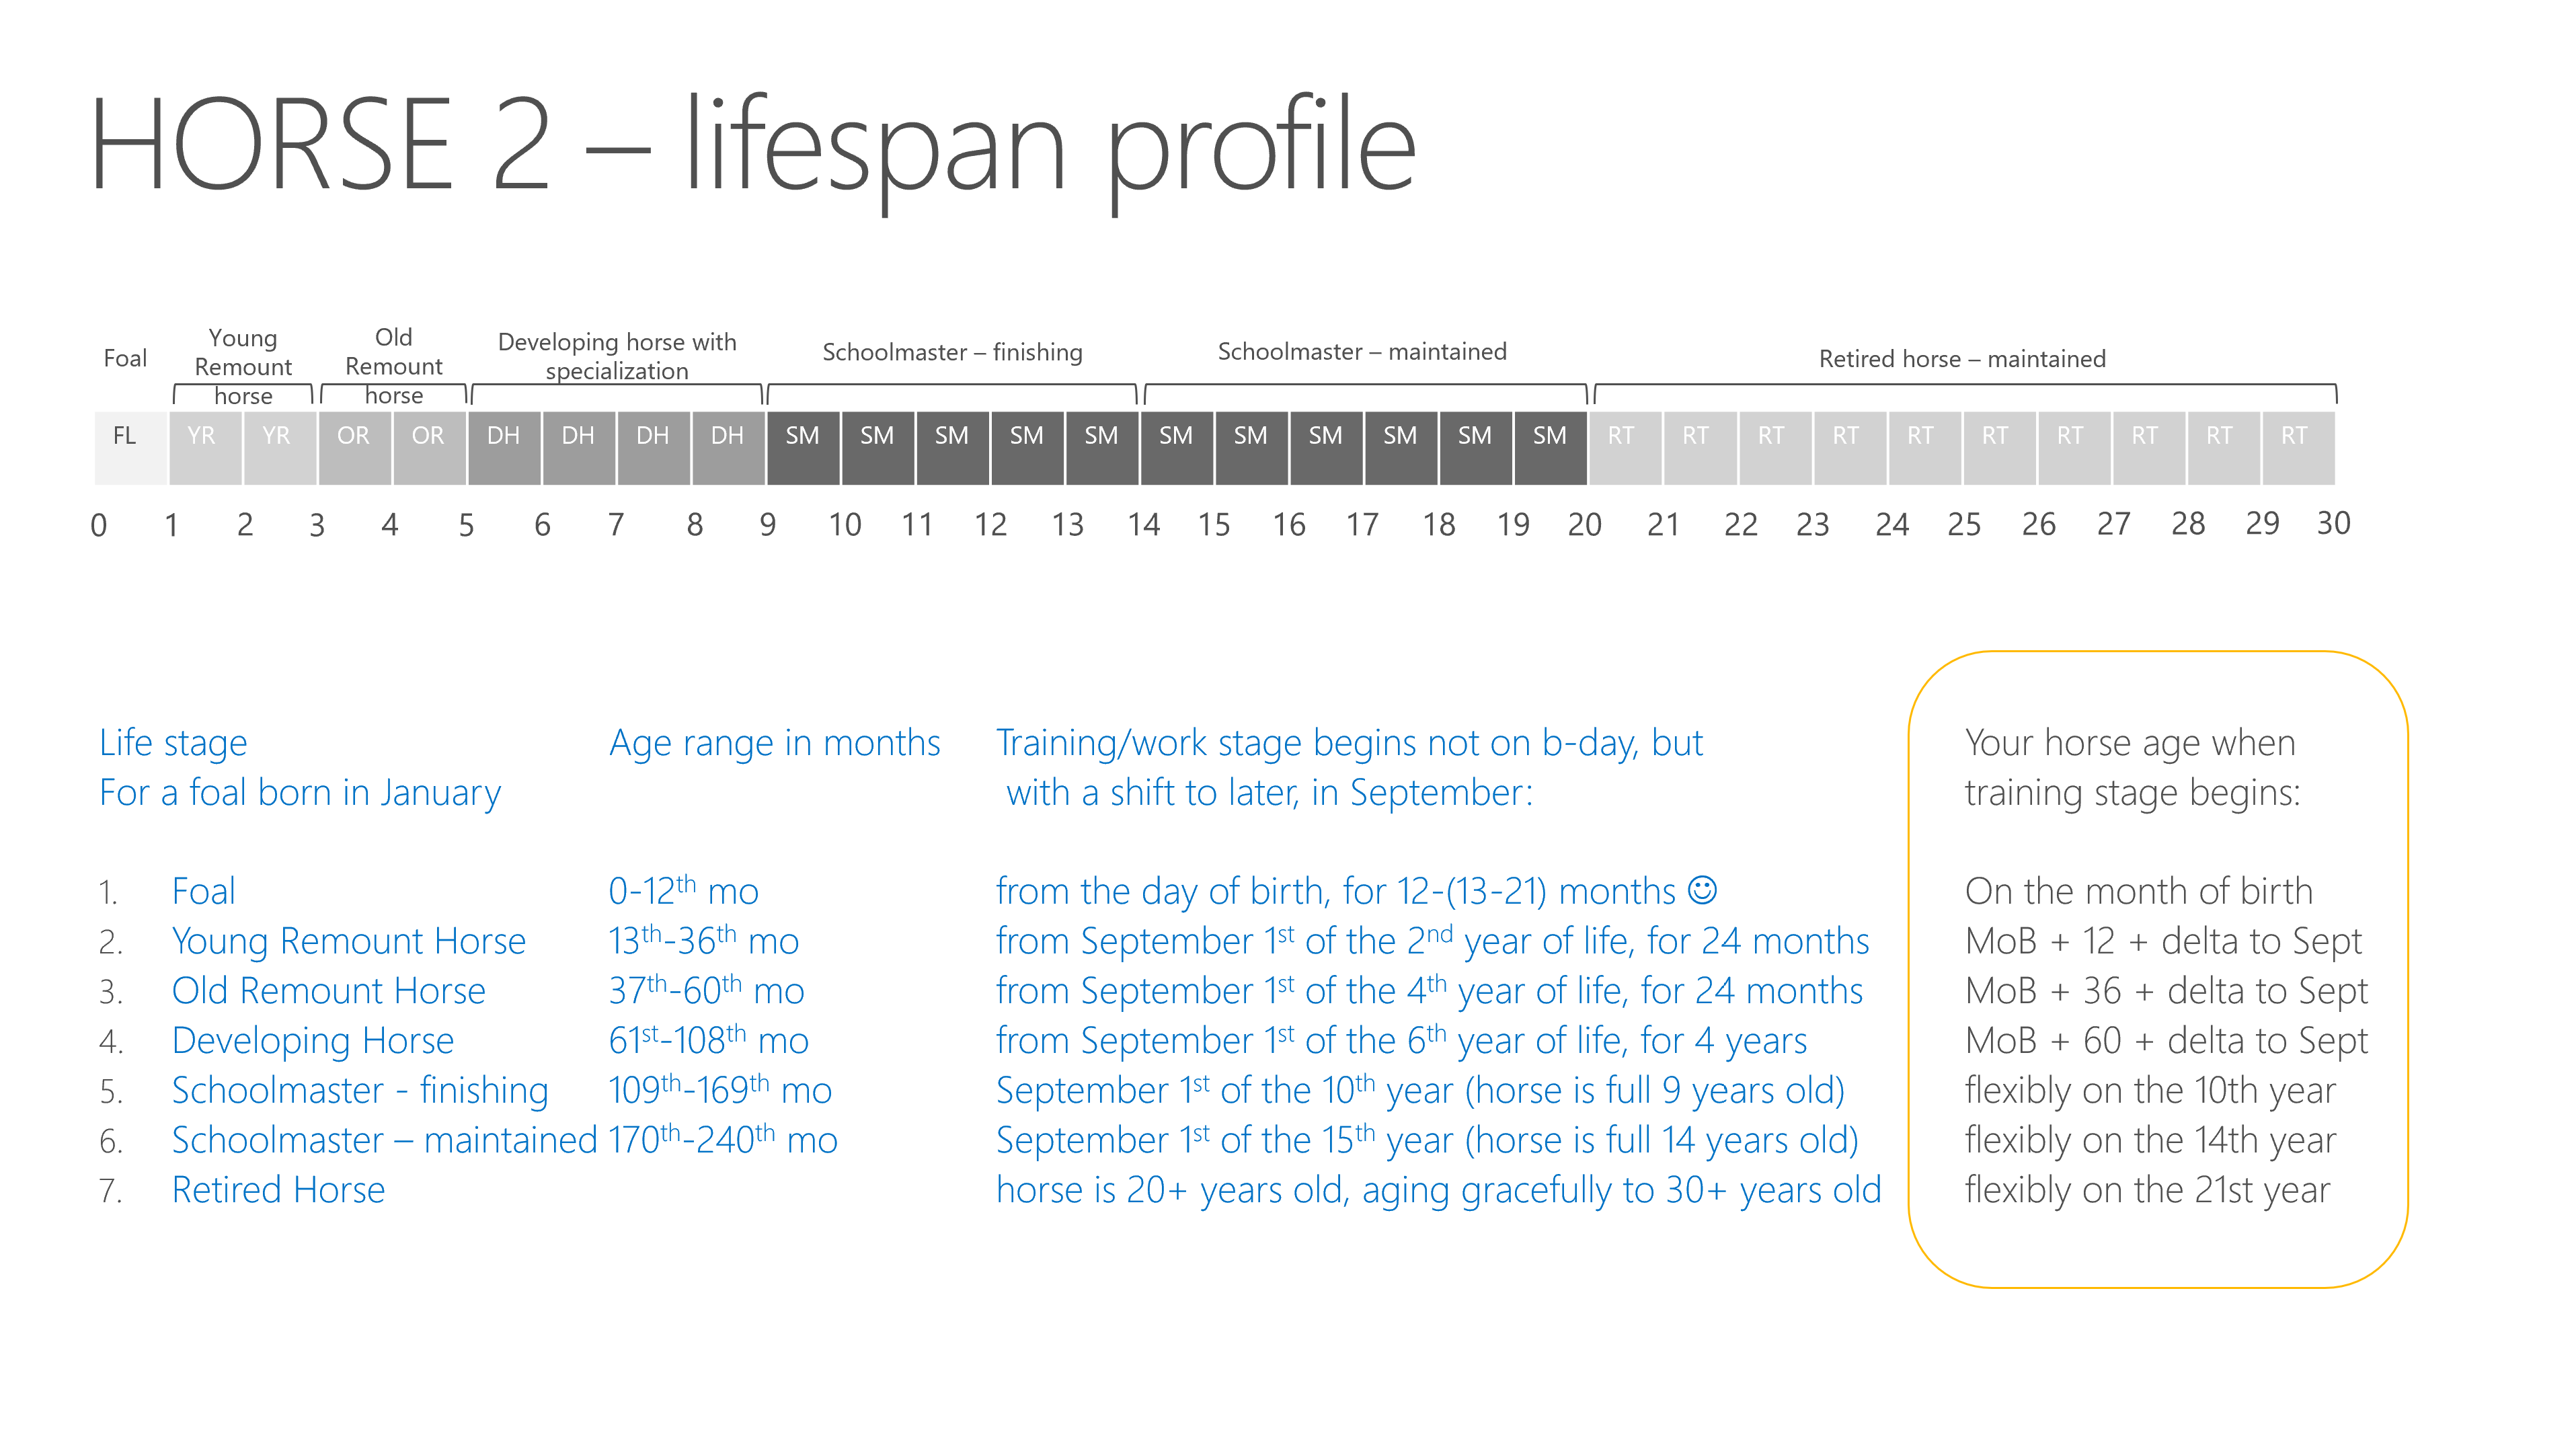 HORSE 2 – lifespan profile
Foal
Young
Remount
horse
Old
Remount
horse
Developing horse with
specialization
Schoolmaster – finishing
Schoolmaster – maintained
Retired horse – maintained
FL YR YR OR OR DH DH DH DH SM SM SM SM SM SM SM SM SM SM SM RT RT RT RT RT RT RT RT RT RT
0 1 2 3 4 5 6 7 8 9 10 11 12 13 14 15 16 17 18 19 20 21 22 23 24 25 26 27 28 29 30
Life stage Age range in months Training/work stage begins not on b-day, but Your horse age when
For a foal born in January with a shift to later, in September: training stage begins:
1. Foal 0-12th mo from the day of birth, for 12-(13-21) months ☺ On the month of birth
2. Young Remount Horse 13th-36th mo from September 1st of the 2nd year of life, for 24 months MoB + 12 + delta to Sept
3. Old Remount Horse 37th-60th mo from September 1st of the 4th year of life, for 24 months MoB + 36 + delta to Sept
4. Developing Horse 61st-108th mo from September 1st of the 6th year of life, for 4 years MoB + 60 + delta to Sept
5. Schoolmaster - finishing 109th-169th mo September 1st of the 10th year (horse is full 9 years old) flexibly on the 10th year
6. Schoolmaster – maintained 170th-240th mo September 1st of the 15th year (horse is full 14 years old) flexibly on the 14th year
7. Retired Horse horse is 20+ years old, aging gracefully to 30+ years old flexibly on the 21st year